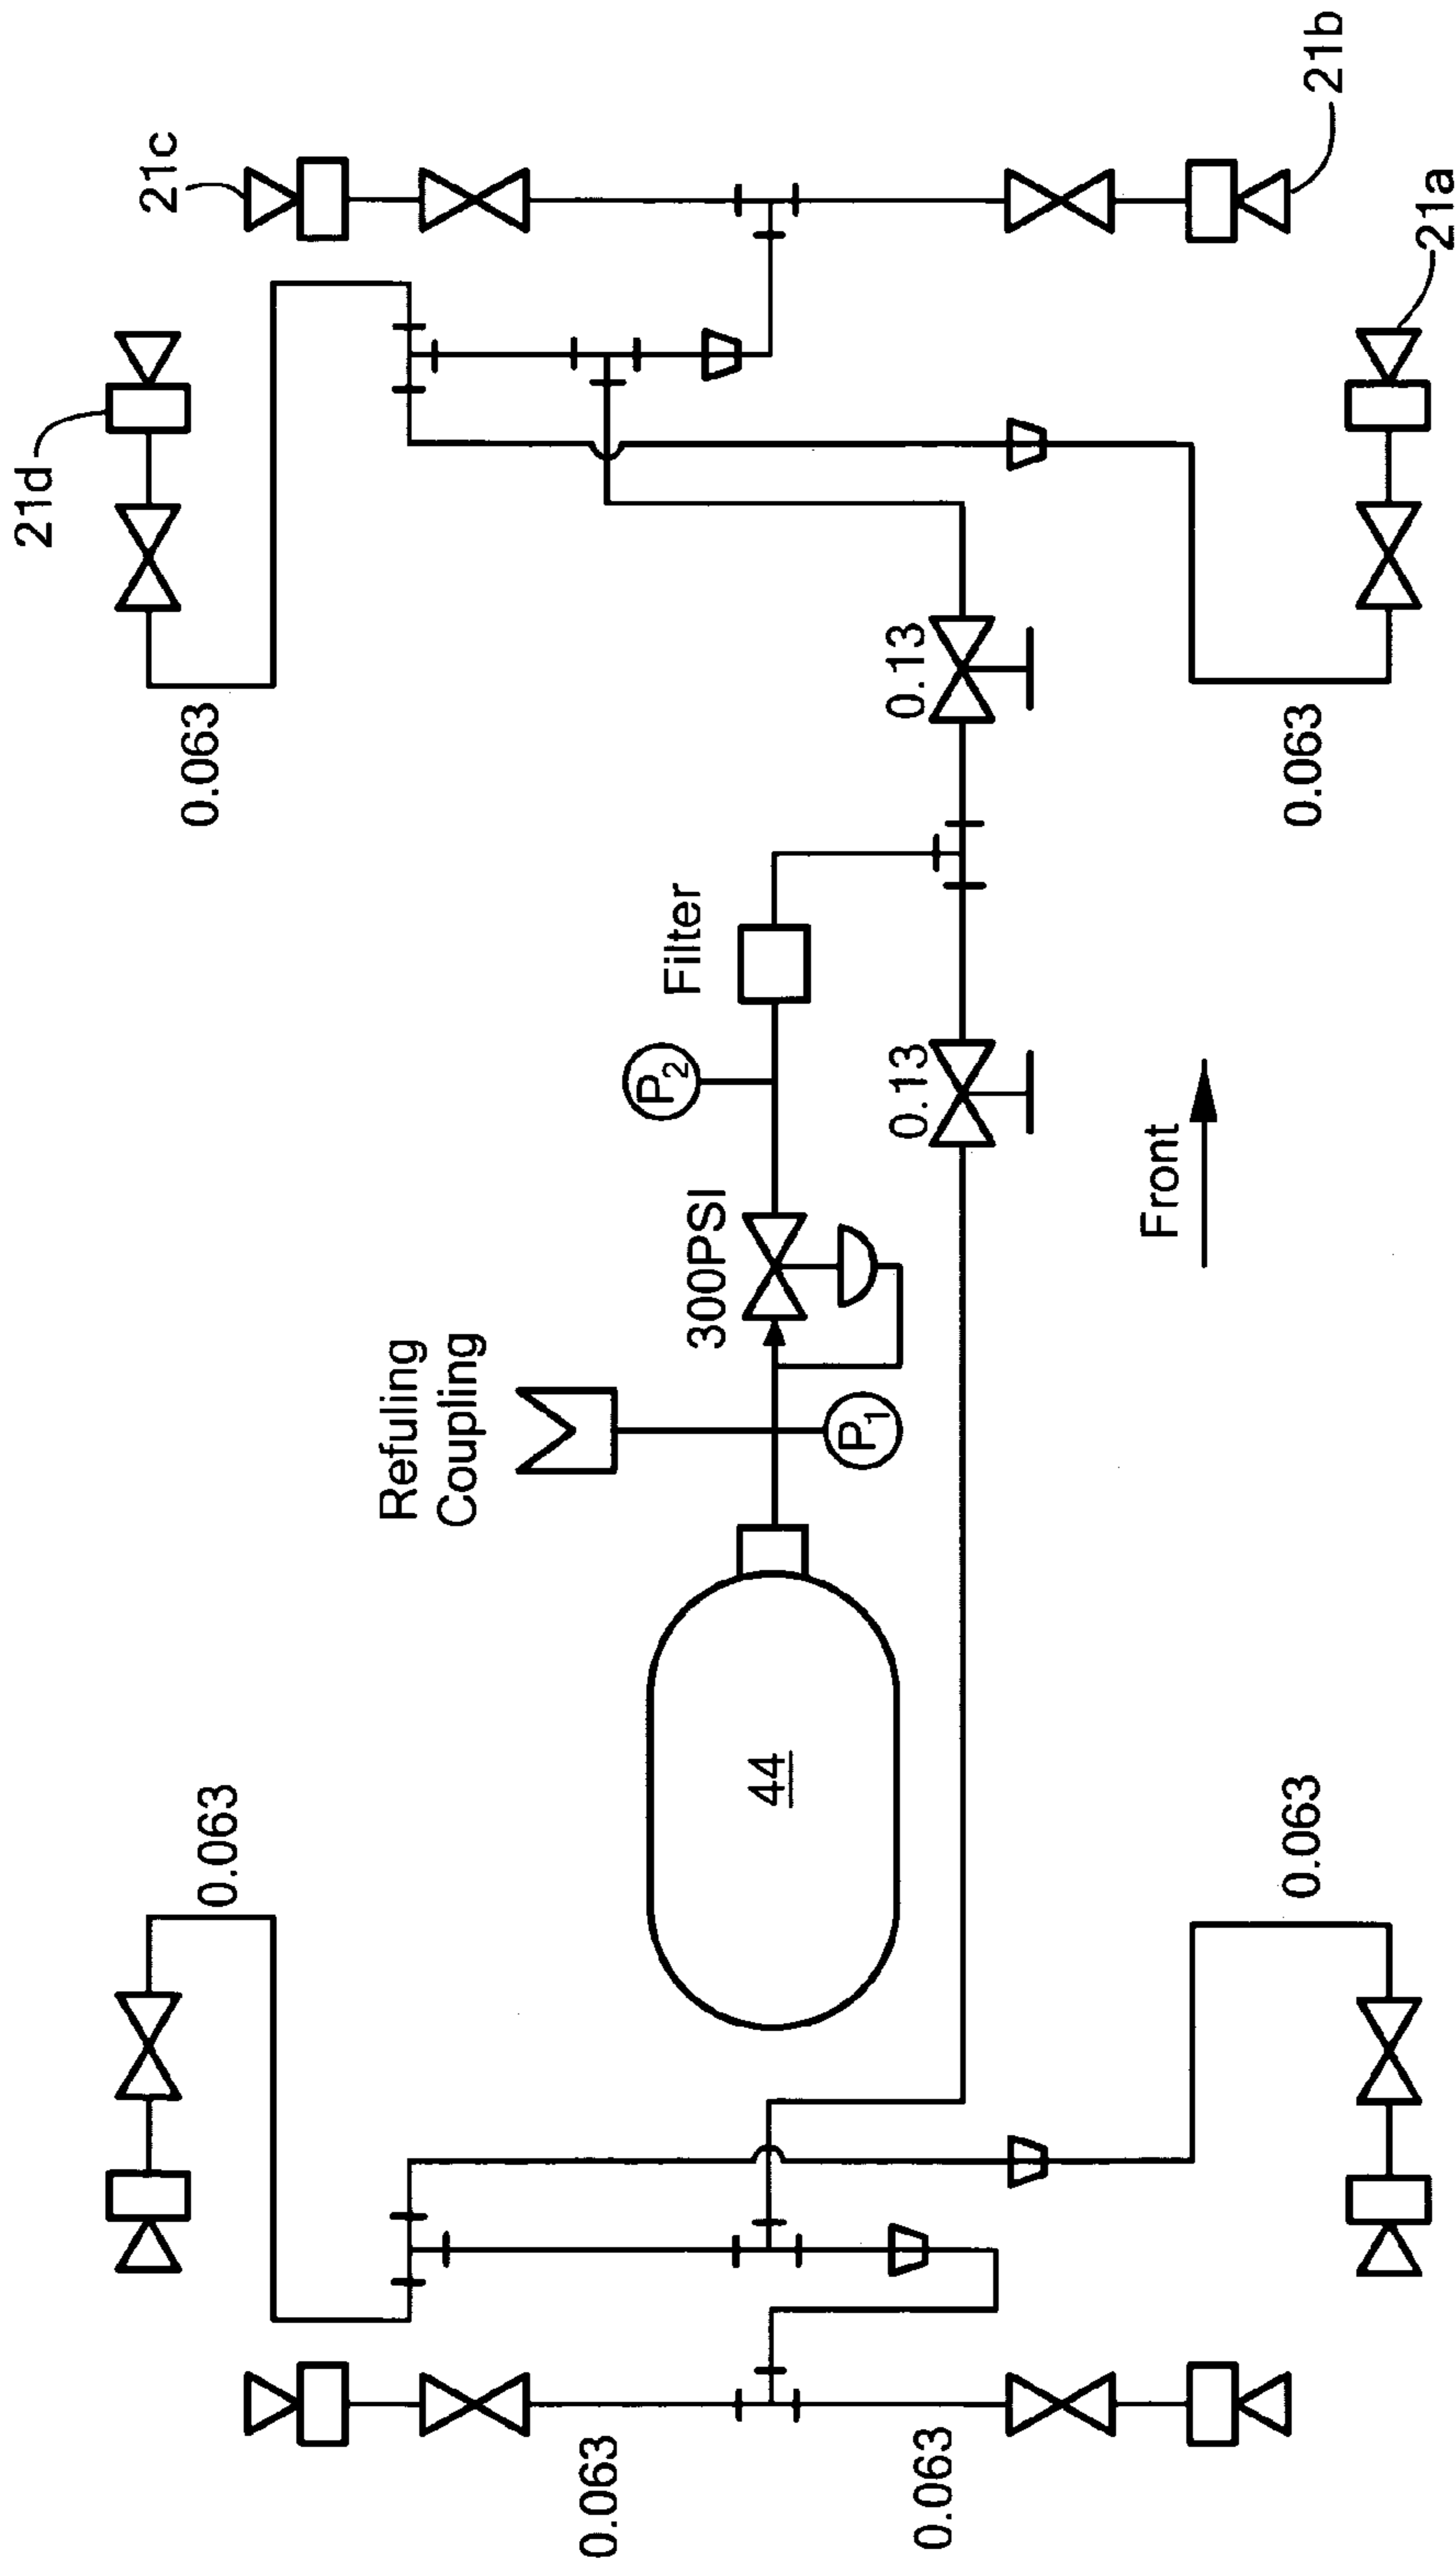 21c
21b
21d
21a
0.063
0.13
0.063
Filter
P2
0.13
300PSI
Front
Refuling
Coupling
P1
44
0.063
0.063
0.063
0.063